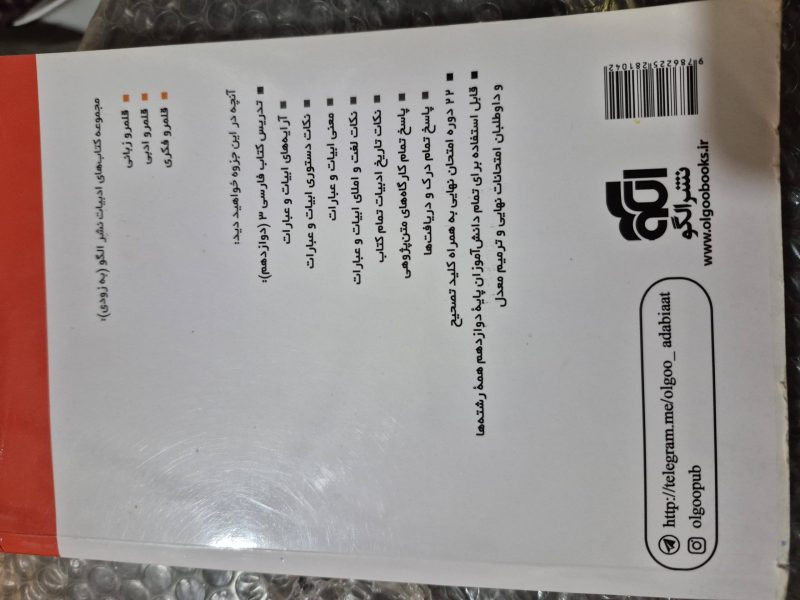 مجموعه کتاب‌های ادبیات نشر الگو (به زودی):
قلمرو زبانی
قلمرو ادبی
قلمرو فکری
آنچه در این جزوه خواهید دید:
تدریس کتاب فارسی ۳ (دوازدهم):
آرایه‌های ابیات و عبارات
نکات دستوری ابیات و عبارات
معنی ابیات و عبارات
نکات لغت و املای ابیات و عبارات
نکات تاریخ ادبیات تمام کتاب
پاسخ تمام کارگاه‌های متن‌پژوهی
پاسخ تمام درک و دریافت‌ها
۲۲ دوره امتحان نهایی به همراه کلید تصحیح
قابل استفاده برای تمام دانش‌آموزان پایهٔ دوازدهم همهٔ رشته‌ها
و داوطلبان امتحانات نهایی و ترمیم معدل
9786225281042
الگو
نشر الگو
www.olgoobooks.ir
http://telegram.me/olgoo_ adabiaat
olgoopub